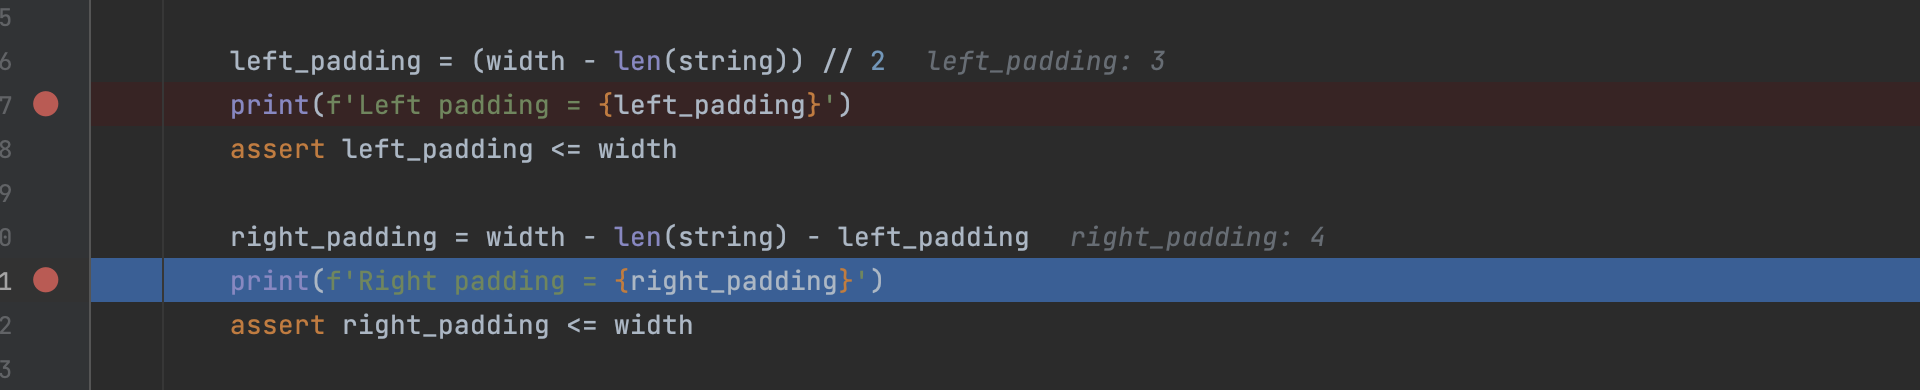 5
6 left_padding = (width - len(string)) // 2 left_padding: 3
7 print(f'Left padding = {left_padding}')
8 assert left_padding <= width
9
0 right_padding = width - len(string) - left_padding right_padding: 4
1 print(f'Right padding = {right_padding}')
2 assert right_padding <= width
3